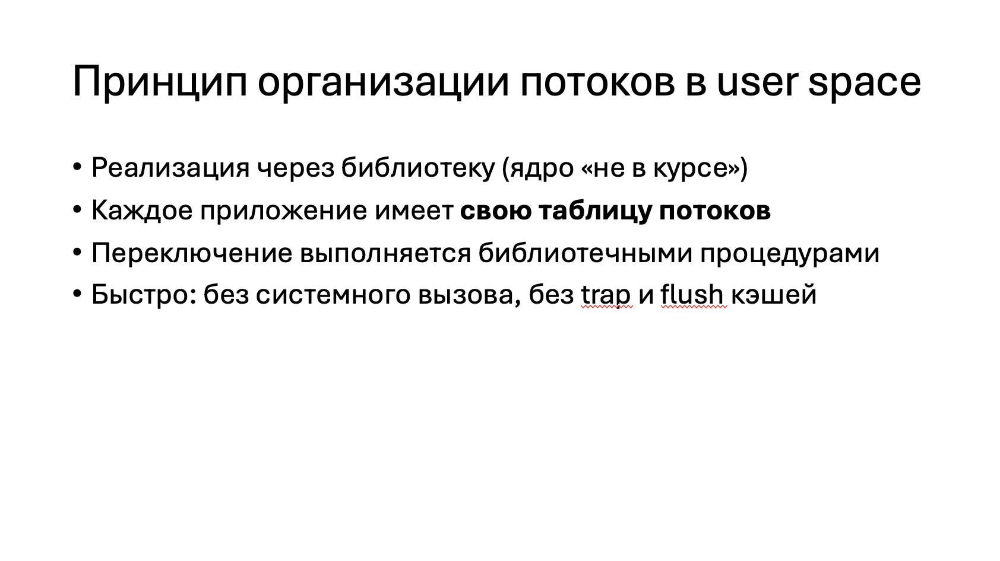 Принцип организации потоков в user space
• Реализация через библиотеку (ядро «не в курсе»)
• Каждое приложение имеет свою таблицу потоков
• Переключение выполняется библиотечными процедурами
• Быстро: без системного вызова, без trap и flush кэшей